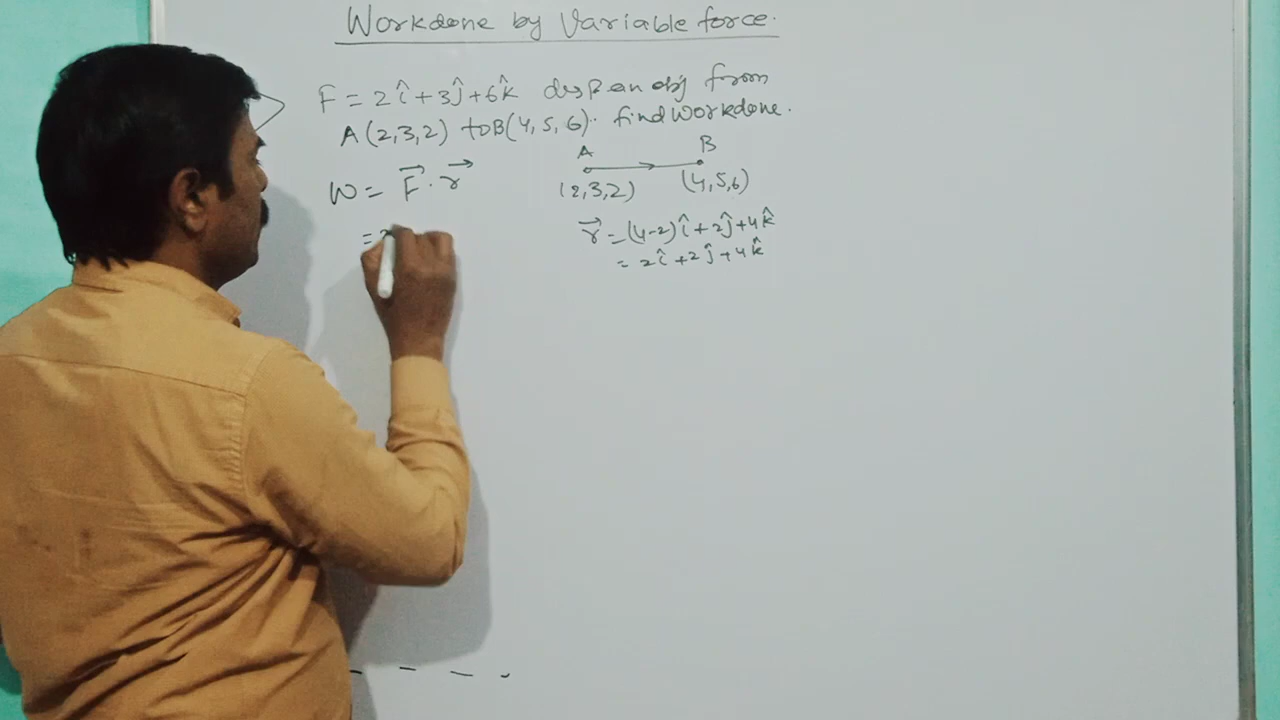 Workdone by Variable force.
F = 2î + 3ĵ + 6k̂ disp an obj from
A(2,3,2) to B(4,5,6). find Workdone.
W = F⃗ · r⃗
= 2
A B
(2,3,2) (4,5,6)
r⃗ = (4-2)î + 2ĵ + 4k̂
= 2î + 2ĵ + 4k̂